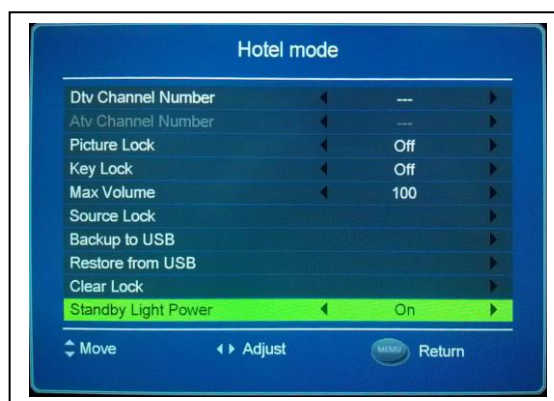 Hotel mode
Dtv Channel Number ---
Atv Channel Number ---
Picture Lock Off
Key Lock Off
Max Volume 100
Source Lock
Backup to USB
Restore from USB
Clear Lock
Standby Light Power On
Move Adjust MENU Return